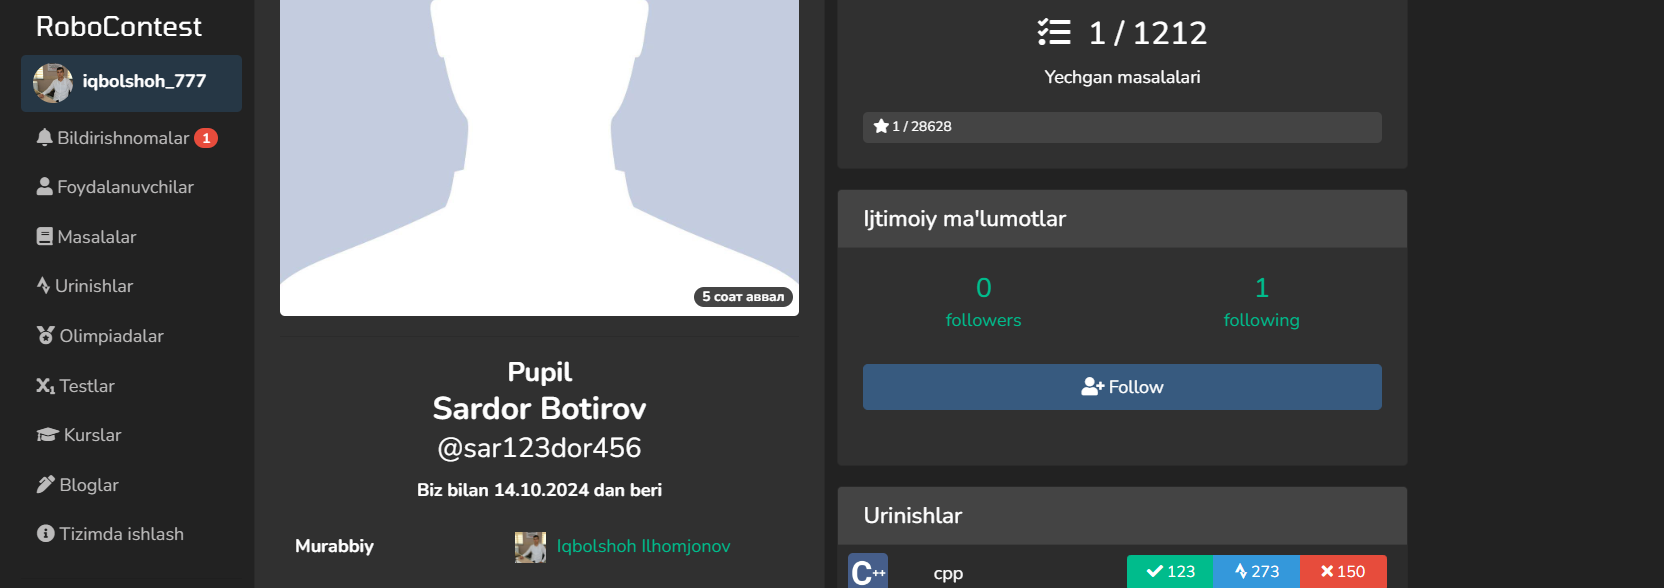 RoboContest
iqbolshoh_777
Bildirishnomalar 1
Foydalanuvchilar
Masalalar
Urinishlar
Olimpiadalar
Testlar
Kurslar
Bloglar
Tizimda ishlash
5 соат аввал
Pupil
Sardor Botirov
@sar123dor456
Biz bilan 14.10.2024 dan beri
Murabbiy Iqbolshoh Ilhomjonov
1 / 1212
Yechgan masalalari
1 / 28628
Ijtimoiy ma'lumotlar
0 1
followers following
Follow
Urinishlar
C++ cpp 123 273 150